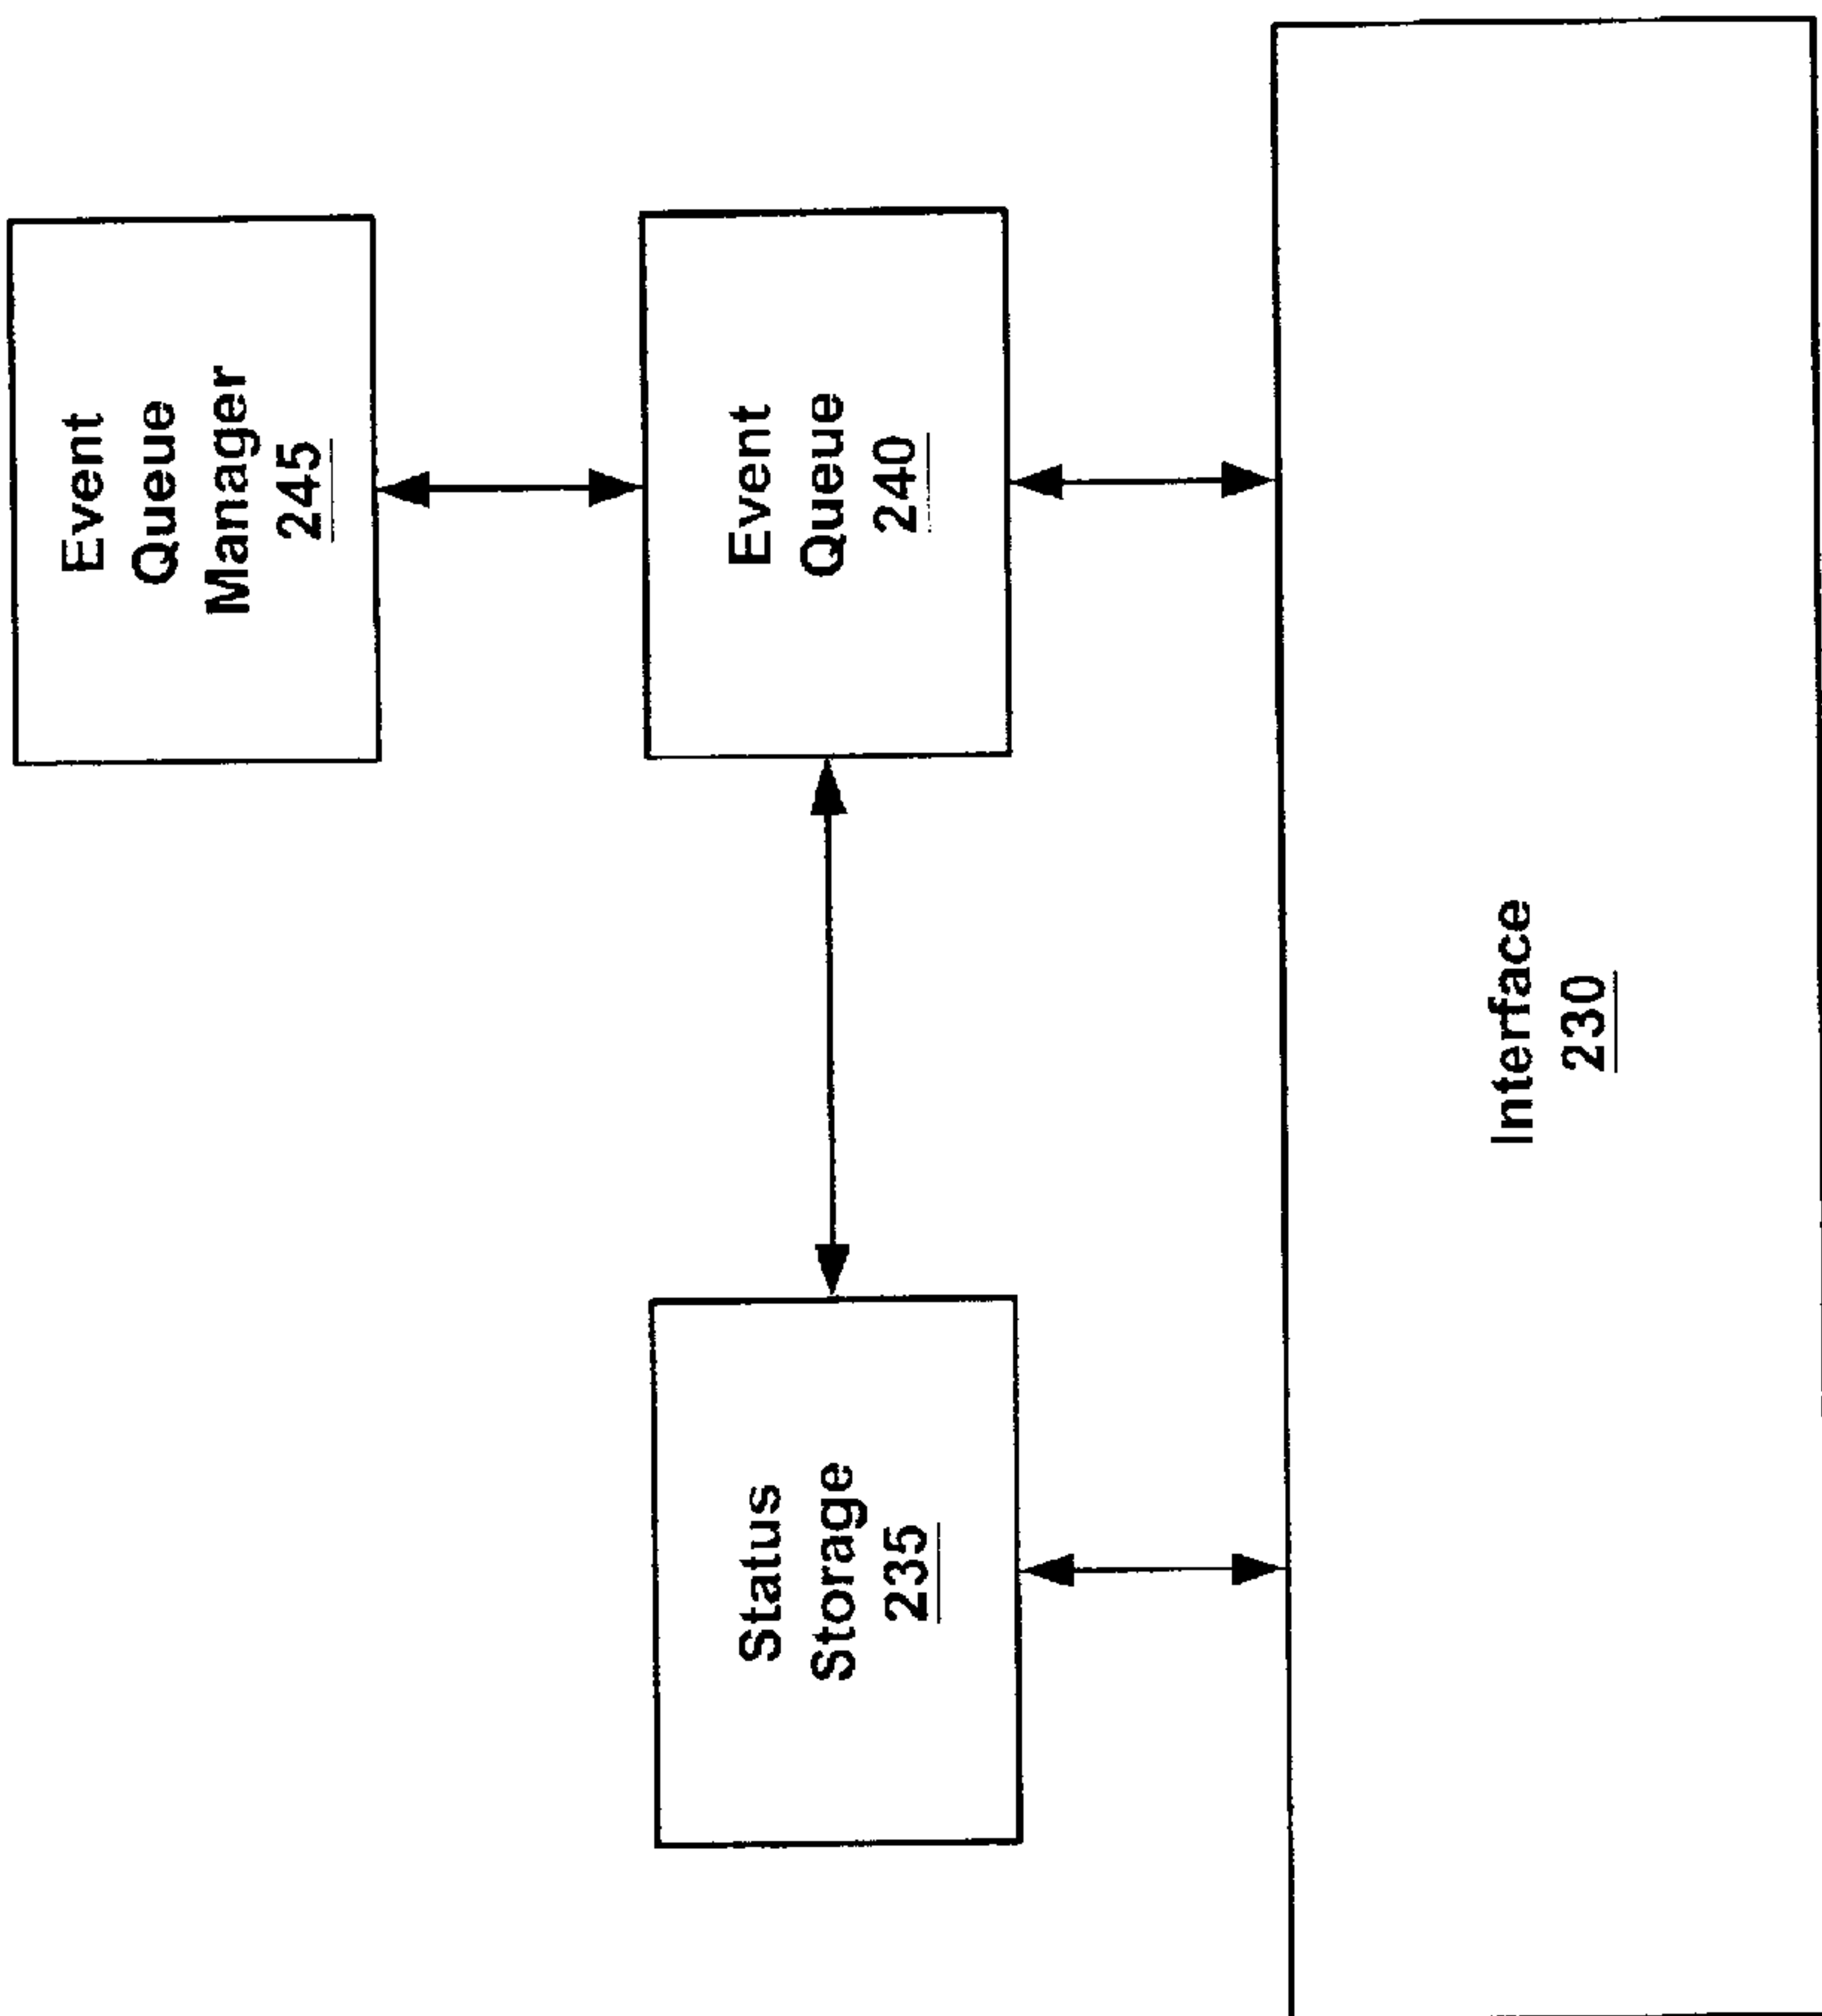 Event
Queue
Manager
245
Event
Queue
240
Status
Storage
235
Interface
230